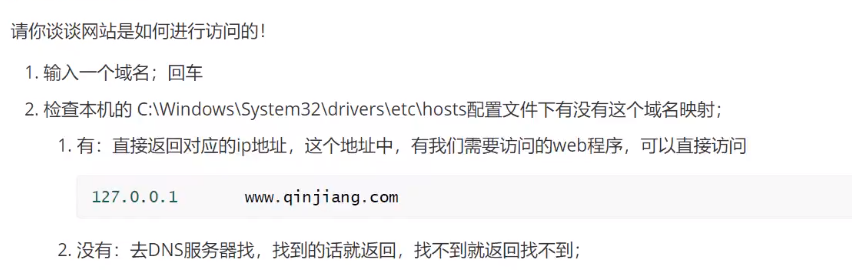 请你谈谈网站是如何进行访问的！
1. 输入一个域名；回车
2. 检查本机的 C:\Windows\System32\drivers\etc\hosts配置文件下有没有这个域名映射；
1. 有：直接返回对应的ip地址，这个地址中，有我们需要访问的web程序，可以直接访问
127.0.0.1 www.qinjiang.com
2. 没有：去DNS服务器找，找到的话就返回，找不到就返回找不到；